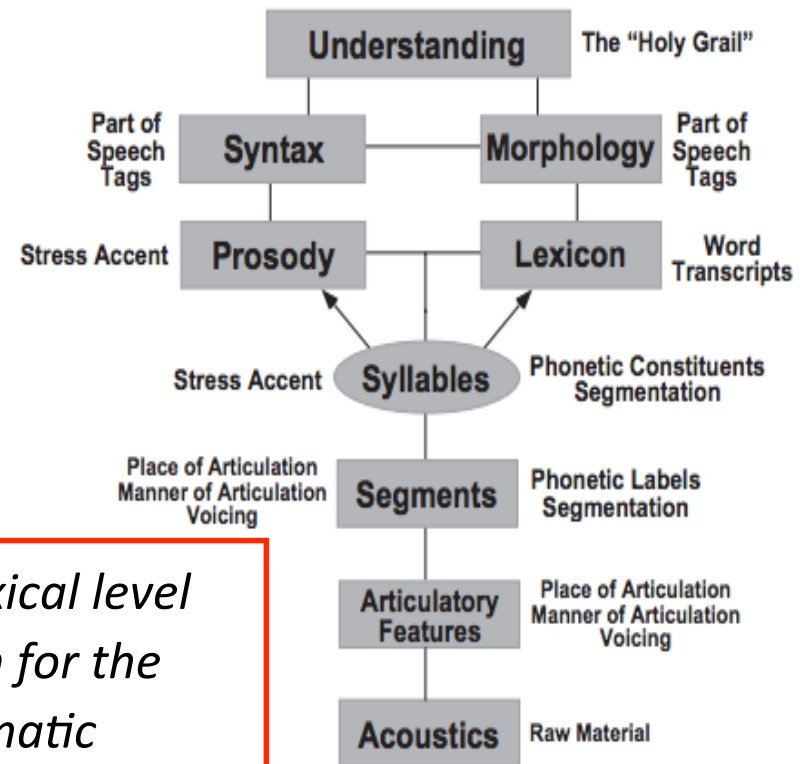 Understanding
The “Holy Grail”
Part of
Speech
Tags
Syntax
Morphology
Part of
Speech
Tags
Stress Accent
Prosody
Lexicon
Word
Transcripts
Stress Accent
Syllables
Phonetic Constituents
Segmentation
Place of Articulation
Manner of Articulation
Voicing
Segments
Phonetic Labels
Segmentation
level
for the
Articulatory
Features
Place of Articulation
Manner of Articulation
Voicing
Acoustics
Raw Material